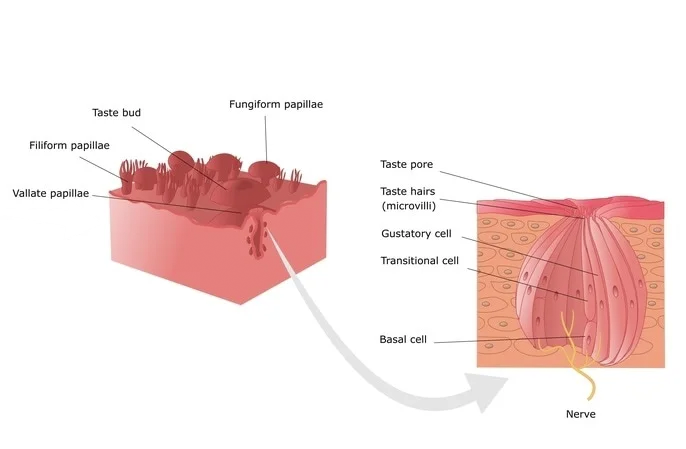 Fungiform papillae
Taste bud
Filiform papillae
Vallate papillae
Taste pore
Taste hairs
(microvilli)
Gustatory cell
Transitional cell
Basal cell
Nerve